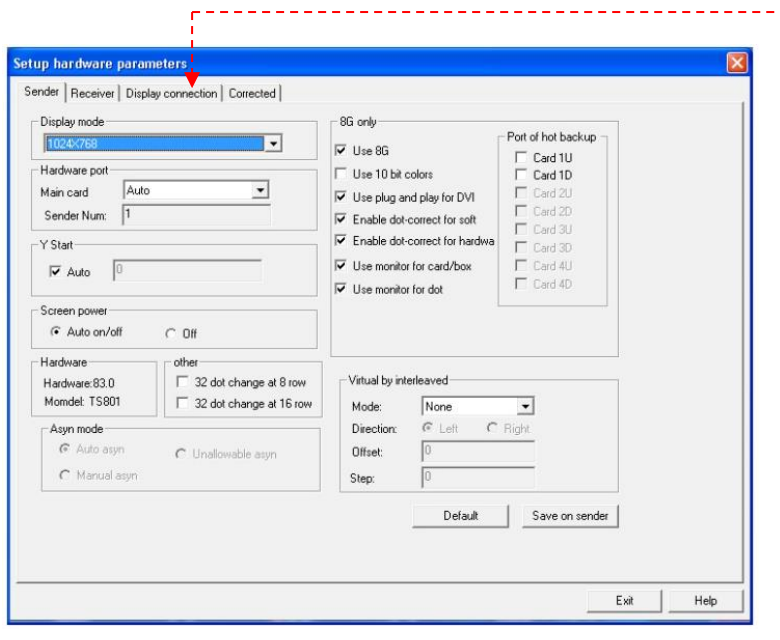 Setup hardware parameters
Sender Receiver Display connection Corrected
Display mode
1024X768
Hardware port
Main card Auto
Sender Num: 1
Y Start
Auto 0
Screen power
Auto on/off Off
Hardware
Hardware:83.0
Momdel: TS801
other
32 dot change at 8 row
32 dot change at 16 row
Asyn mode
Auto asyn Unallowable asyn
Manual asyn
8G only
Use 8G
Use 10 bit colors
Use plug and play for DVI
Enable dot-correct for soft
Enable dot-correct for hardwa
Use monitor for card/box
Use monitor for dot
Port of hot backup
Card 1U
Card 1D
Card 2U
Card 2D
Card 3U
Card 3D
Card 4U
Card 4D
Virtual by interleaved
Mode: None
Direction: Left Right
Offset: 0
Step: 0
Default Save on sender
Exit Help